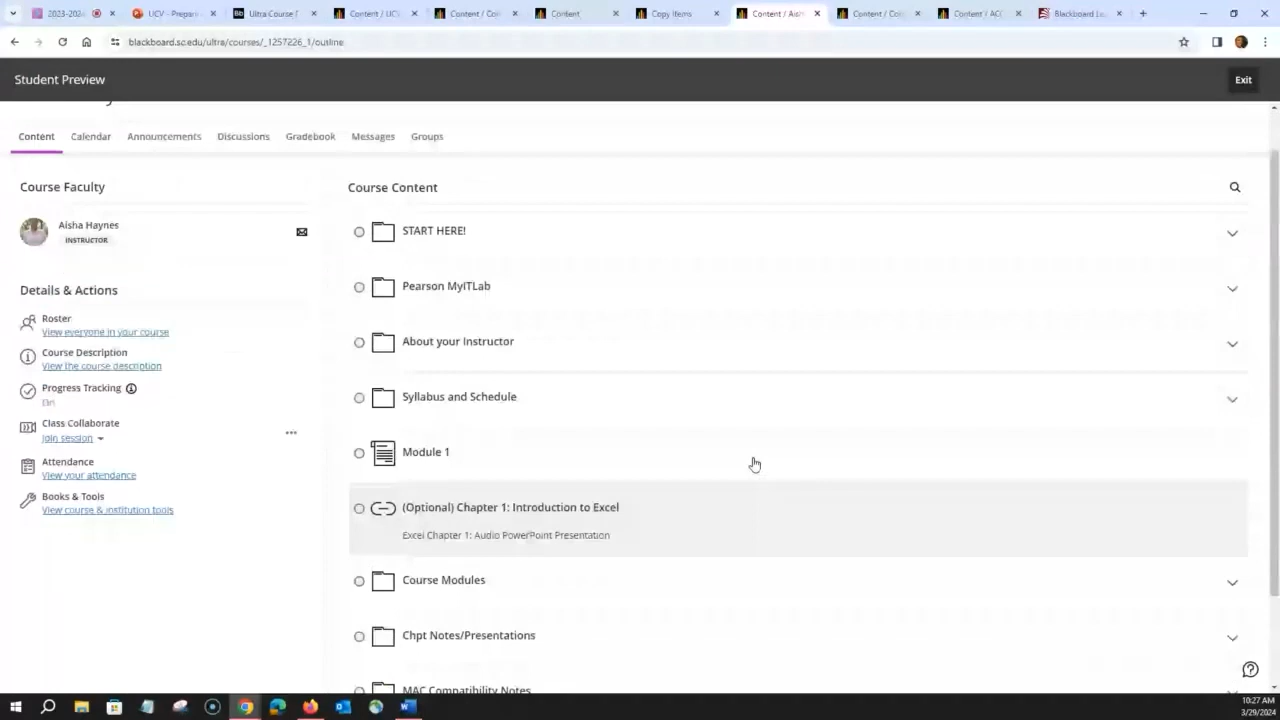 2023-2024
UCV - Prepara
Ultra Course
Content / UCV
Content / Co
Content
Copy Items
Content / Aish
Content / Co
Content / ACC
Blackboard Le
blackboard.sc.edu/ultra/courses/_1257226_1/outline
Student Preview
Exit
Content
Calendar
Announcements
Discussions
Gradebook
Messages
Groups
Course Faculty
Aisha Haynes
INSTRUCTOR
Details & Actions
Roster
View everyone in your course
Course Description
View the course description
Progress Tracking
On
Class Collaborate
Join session
Attendance
View your attendance
Books & Tools
View course & institution tools
Course Content
START HERE!
Pearson MyITLab
About your Instructor
Syllabus and Schedule
Module 1
(Optional) Chapter 1: Introduction to Excel
Excel Chapter 1: Audio PowerPoint Presentation
Course Modules
Chpt Notes/Presentations
MAC Compatibility Notes
10:27 AM
3/29/2024